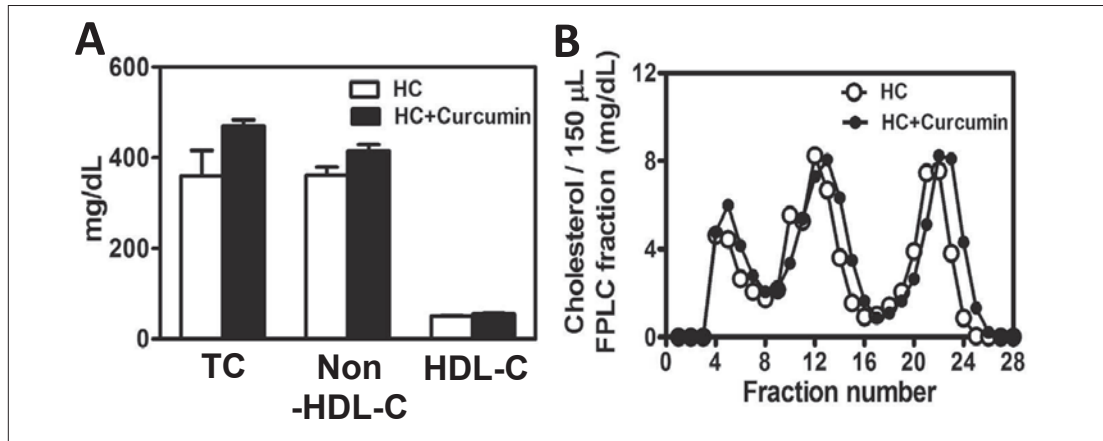 A
600
400
200
0
mg/dL
HC
HC+Curcumin
TC
Non
-HDL-C
HDL-C
B
12
8
4
0
Cholesterol / 150 µL
FPLC fraction (mg/dL)
HC
HC+Curcumin
0 4 8 12 16 20 24 28
Fraction number